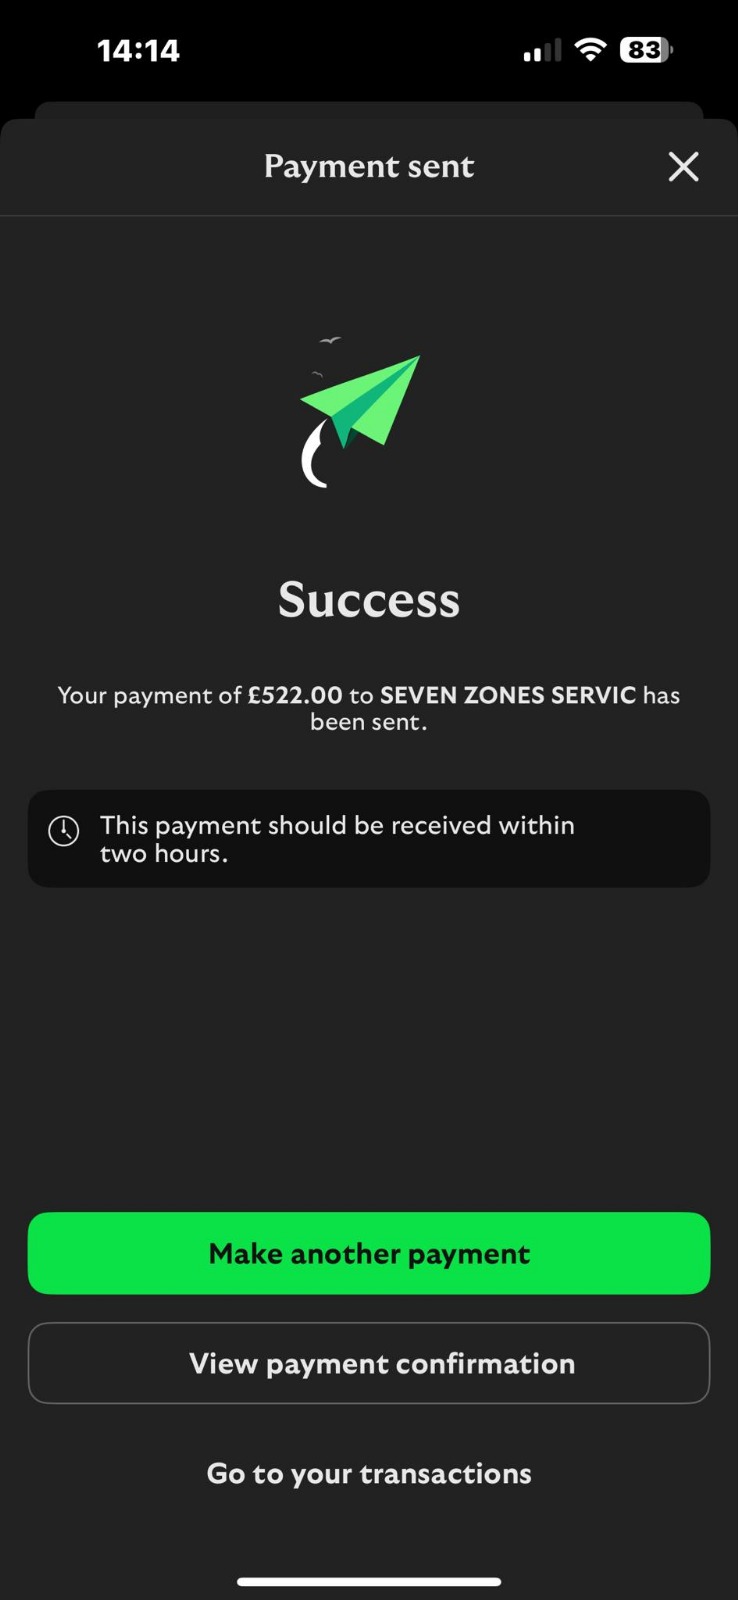 14:14
83
Payment sent
Success
Your payment of £522.00 to SEVEN ZONES SERVIC has
been sent.
This payment should be received within
two hours.
Make another payment
View payment confirmation
Go to your transactions